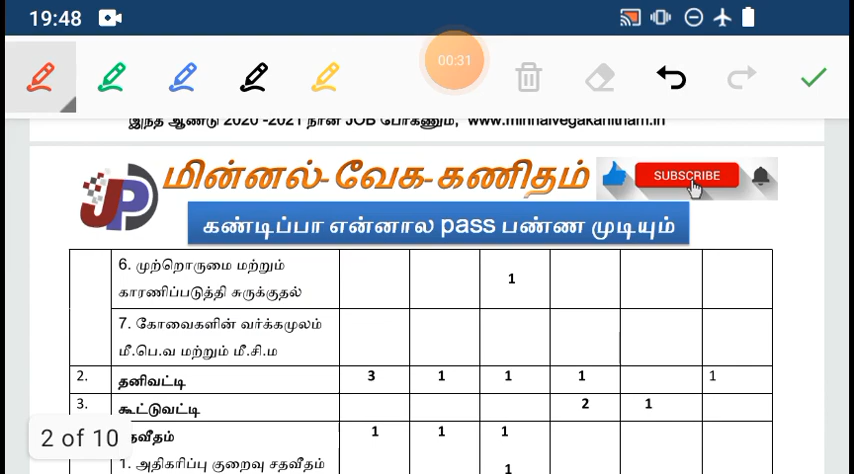 19:48
00:31
இந்த ஆண்டு 2020 -2021 நான் JOB போகணும், www.minnalvegakanitham.in
JP மின்னல்-வேக-கணிதம் SUBSCRIBE
கண்டிப்பா என்னால pass பண்ண முடியும்
6. முற்றொருமை மற்றும்
காரணிப்படுத்தி சுருக்குதல் 1
7. கோவைகளின் வர்க்கமூலம்
மீ.பெ.வ மற்றும் மீ.சி.ம
2. தனிவட்டி 3 1 1 1 1
3. கூட்டுவட்டி 2 1
2 of 10 1 1 1
1. அதிகரிப்பு குறைவு சதவீதம் 1